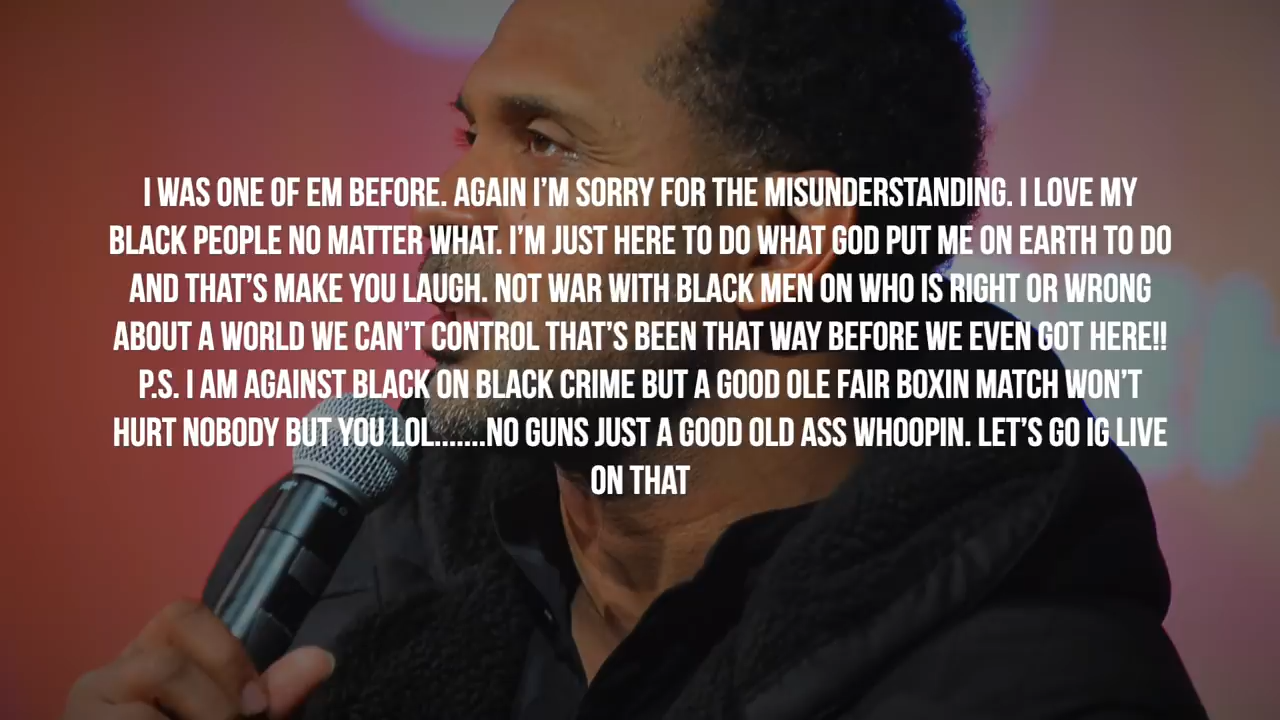 I WAS ONE OF EM BEFORE. AGAIN I’M SORRY FOR THE MISUNDERSTANDING. I LOVE MY
BLACK PEOPLE NO MATTER WHAT. I’M JUST HERE TO DO WHAT GOD PUT ME ON EARTH TO DO
AND THAT’S MAKE YOU LAUGH. NOT WAR WITH BLACK MEN ON WHO IS RIGHT OR WRONG
ABOUT A WORLD WE CAN’T CONTROL THAT’S BEEN THAT WAY BEFORE WE EVEN GOT HERE!!
P.S. I AM AGAINST BLACK ON BLACK CRIME BUT A GOOD OLE FAIR BOXIN MATCH WON’T
HURT NOBODY BUT YOU LOL.......NO GUNS JUST A GOOD OLD ASS WHOOPIN. LET’S GO IG LIVE
ON THAT